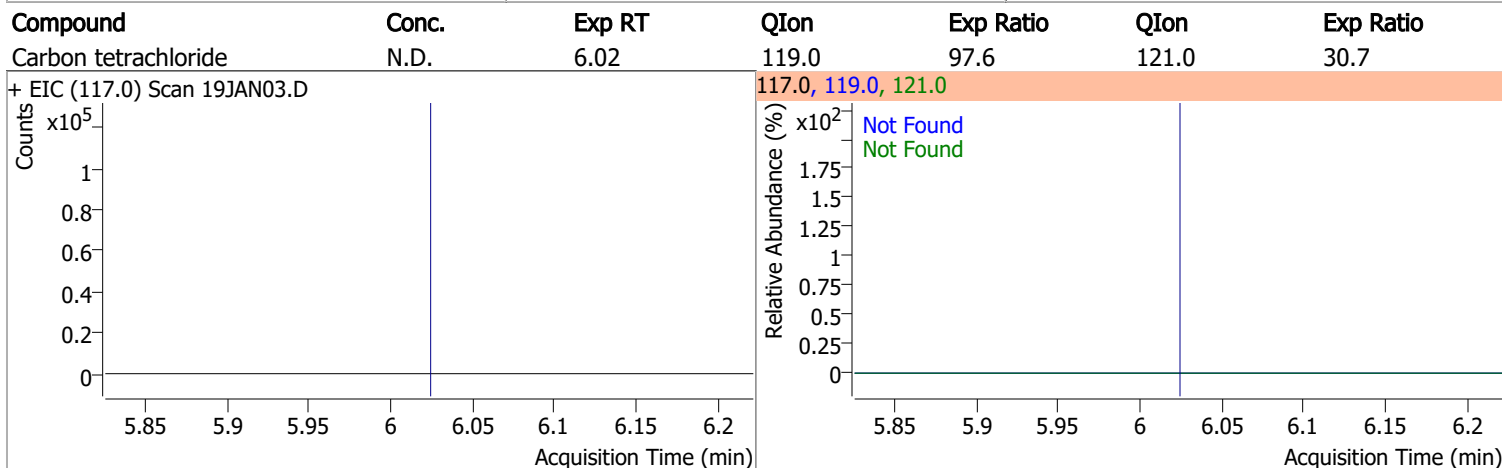 Compound Conc. Exp RT QIon Exp Ratio QIon Exp Ratio
Carbon tetrachloride N.D. 6.02 119.0 97.6 121.0 30.7
+ EIC (117.0) Scan 19JAN03.D
Counts
x10^5
1
0.8
0.6
0.4
0.2
0
5.85 5.9 5.95 6 6.05 6.1 6.15 6.2
Acquisition Time (min)
117.0, 119.0, 121.0
Relative Abundance (%)
x10^2
Not Found
Not Found
1.75
1.5
1.25
1
0.75
0.5
0.25
0
5.85 5.9 5.95 6 6.05 6.1 6.15 6.2
Acquisition Time (min)